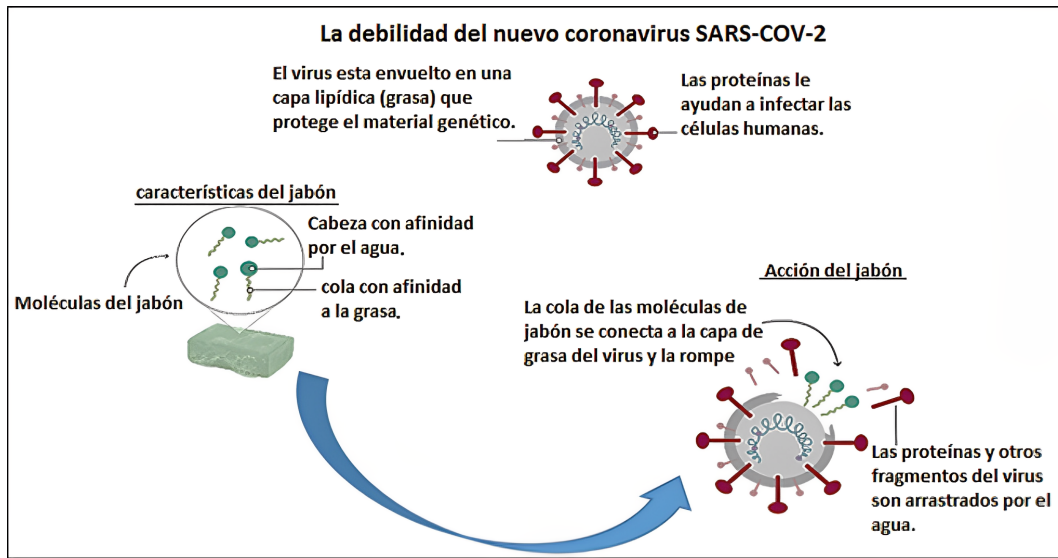 La debilidad del nuevo coronavirus SARS-COV-2
El virus esta envuelto en una
capa lipídica (grasa) que
protege el material genético.
Las proteínas le
ayudan a infectar las
células humanas.
características del jabón
Cabeza con afinidad
por el agua.
cola con afinidad
a la grasa.
Moléculas del jabón
Acción del jabón
La cola de las moléculas de
jabón se conecta a la capa de
grasa del virus y la rompe
Las proteínas y otros
fragmentos del virus
son arrastrados por el
agua.